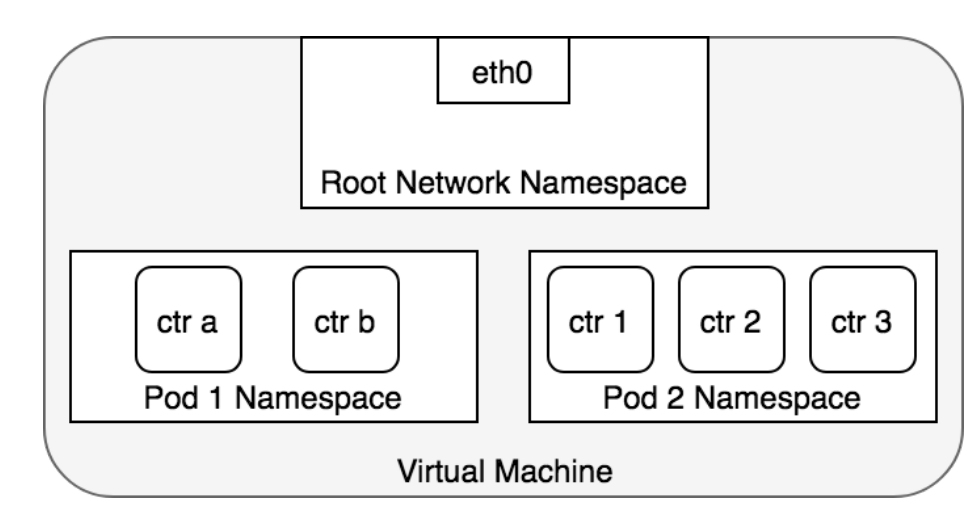 eth0
Root Network Namespace
ctr a
ctr b
Pod 1 Namespace
ctr 1
ctr 2
ctr 3
Pod 2 Namespace
Virtual Machine